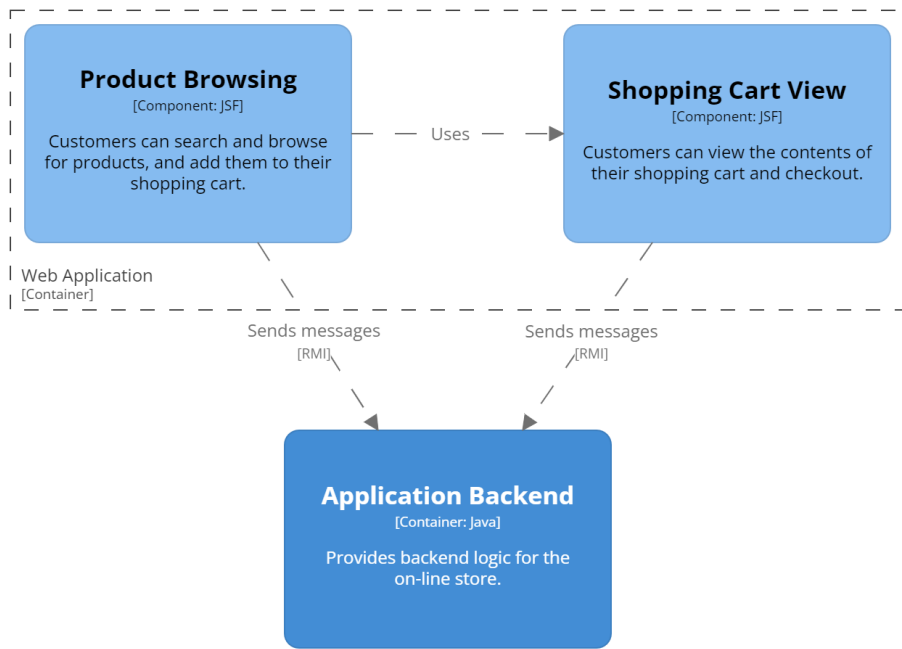 Product Browsing
[Component: JSF]
Customers can search and browse
for products, and add them to their
shopping cart.
Shopping Cart View
[Component: JSF]
Customers can view the contents of
their shopping cart and checkout.
Uses
Web Application
[Container]
Sends messages
[RMI]
Sends messages
[RMI]
Application Backend
[Container: Java]
Provides backend logic for the
on-line store.